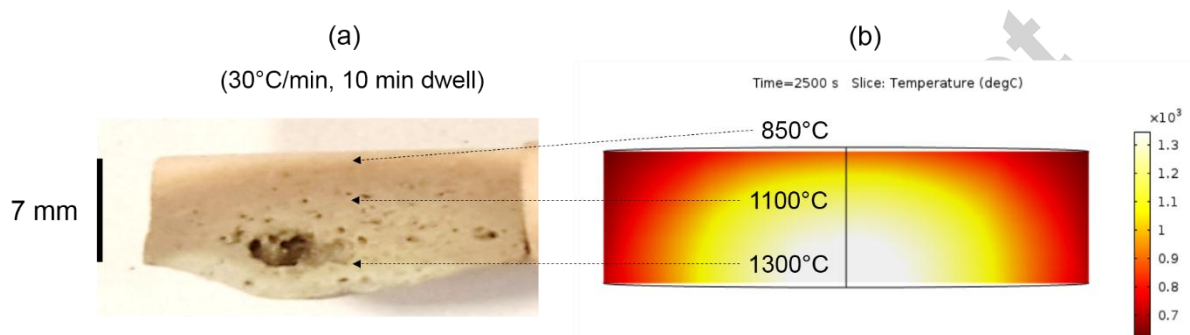 (a)
(b)
(30°C/min, 10 min dwell)
Time=2500 s Slice: Temperature (degC)
×10³
850°C
1100°C
1300°C
7 mm
1.3
1.2
1.1
1
0.9
0.8
0.7